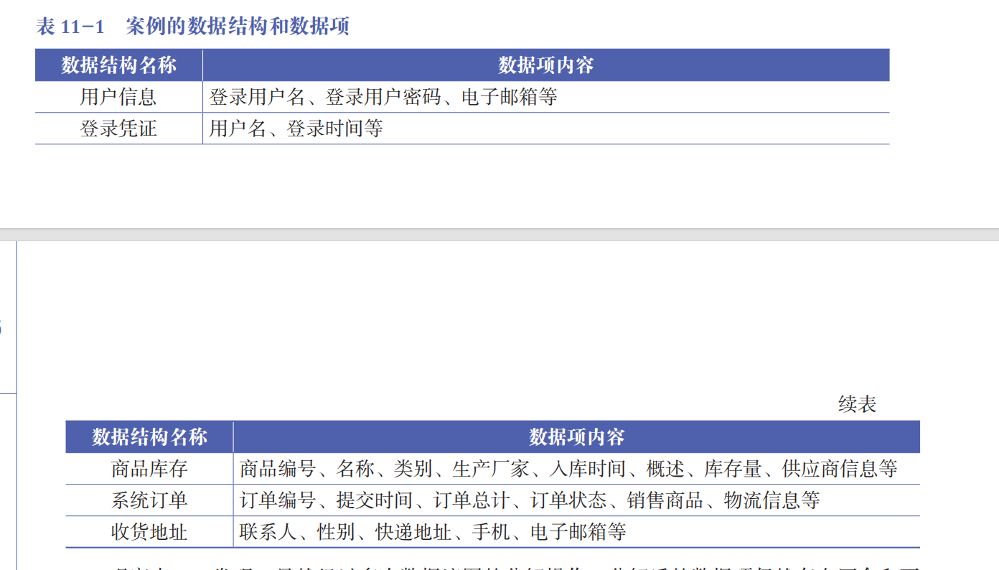 表 11-1 案例的数据结构和数据项
数据结构名称 数据项内容
用户信息 登录用户名、登录用户密码、电子邮箱等
登录凭证 用户名、登录时间等
续表
数据结构名称 数据项内容
商品库存 商品编号、名称、类别、生产厂家、入库时间、概述、库存量、供应商信息等
系统订单 订单编号、提交时间、订单总计、订单状态、销售商品、物流信息等
收货地址 联系人、性别、快递地址、手机、电子邮箱等